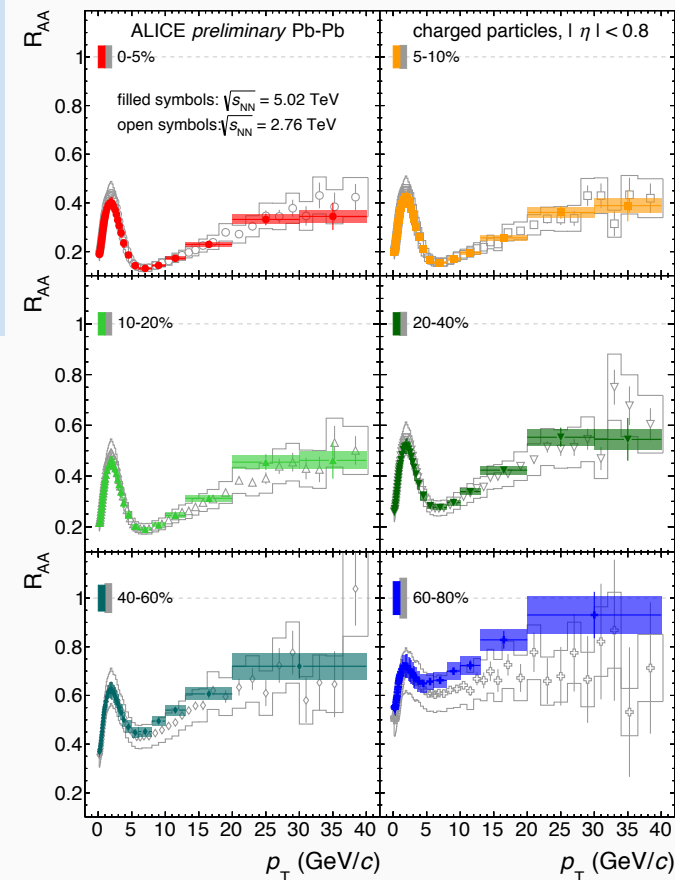 ALICE preliminary Pb-Pb
charged particles, | η | < 0.8
R_AA
0-5%
5-10%
filled symbols: √s_NN = 5.02 TeV
open symbols:√s_NN = 2.76 TeV
1
0.8
0.6
0.4
0.2
R_AA
10-20%
20-40%
1
0.8
0.6
0.4
0.2
R_AA
40-60%
60-80%
1
0.8
0.6
0.4
0.2
0 5 10 15 20 25 30 35 40
0 5 10 15 20 25 30 35 40
p_T (GeV/c)
p_T (GeV/c)